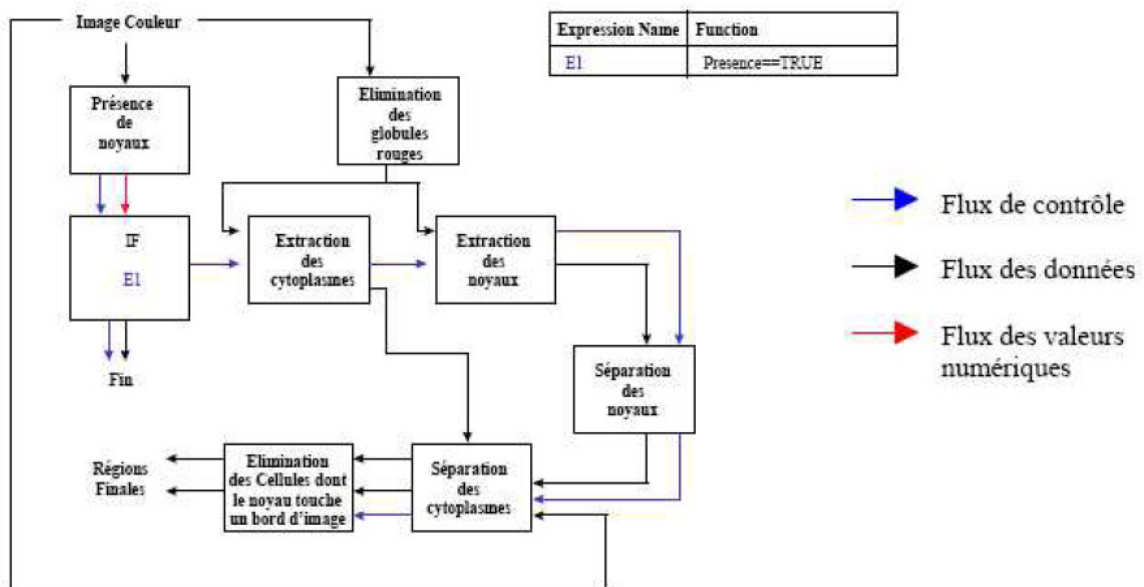 Image Couleur
Expression Name Function
E1 Presence==TRUE
Présence
de
noyaux
Elimination
des
globules
rouges
IF
E1
Extraction
des
cytoplasmes
Extraction
des
noyaux
Flux de contrôle
Flux des données
Flux des valeurs
numériques
Fin
Séparation
des
noyaux
Régions
Finales
Elimination
des Cellules dont
le noyau touche
un bord d'image
Séparation
des
cytoplasmes